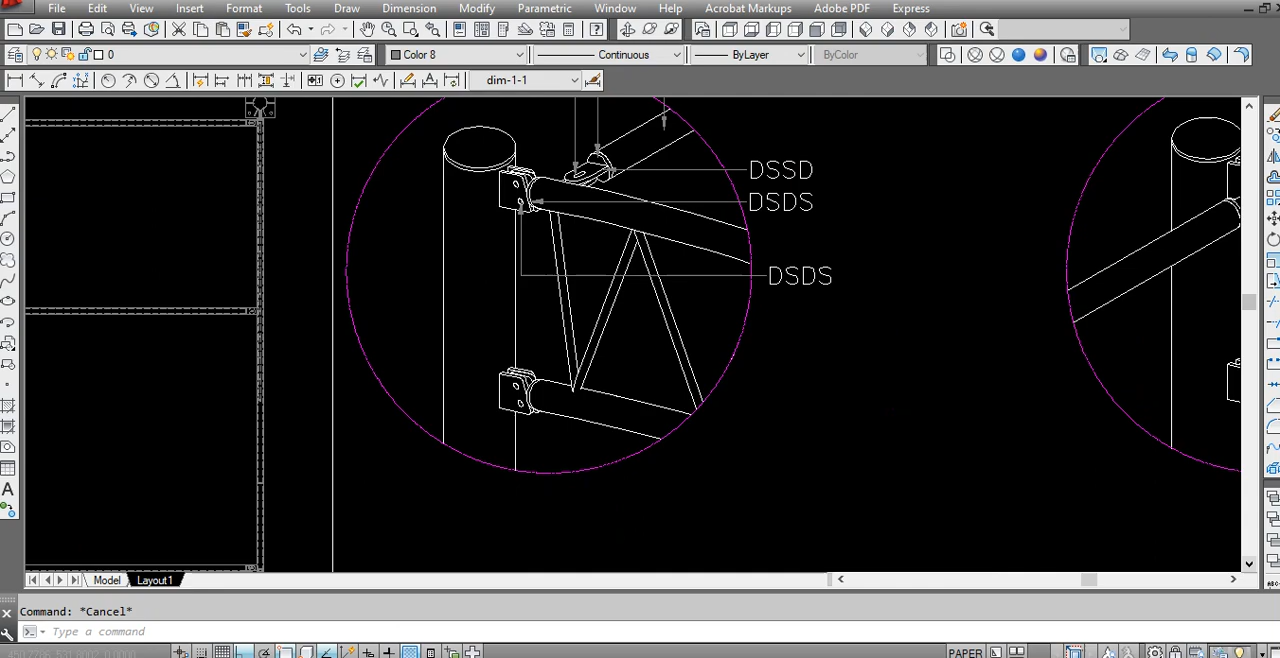 File Edit View Insert Format Tools Draw Dimension Modify Parametric Window Help Acrobat Markups Adobe PDF Express
0 Color 8 Continuous ByLayer ByColor
dim-1-1
DSSD
DSDS
DSDS
Model Layout1
Command: *Cancel*
Type a command
PAPER